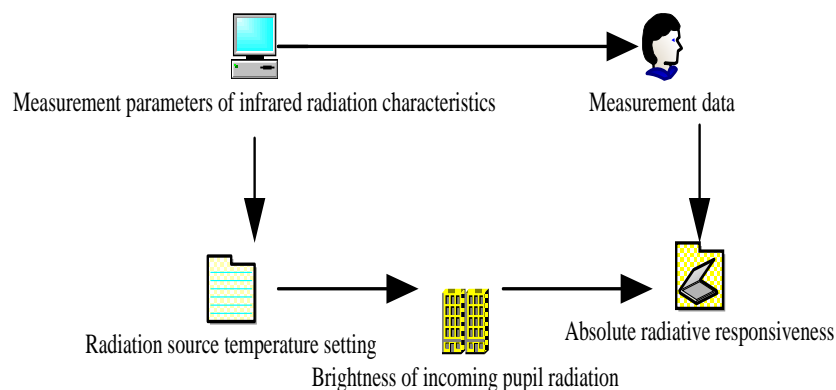 Measurement parameters of infrared radiation characteristics
Measurement data
Radiation source temperature setting
Absolute radiative responsiveness
Brightness of incoming pupil radiation